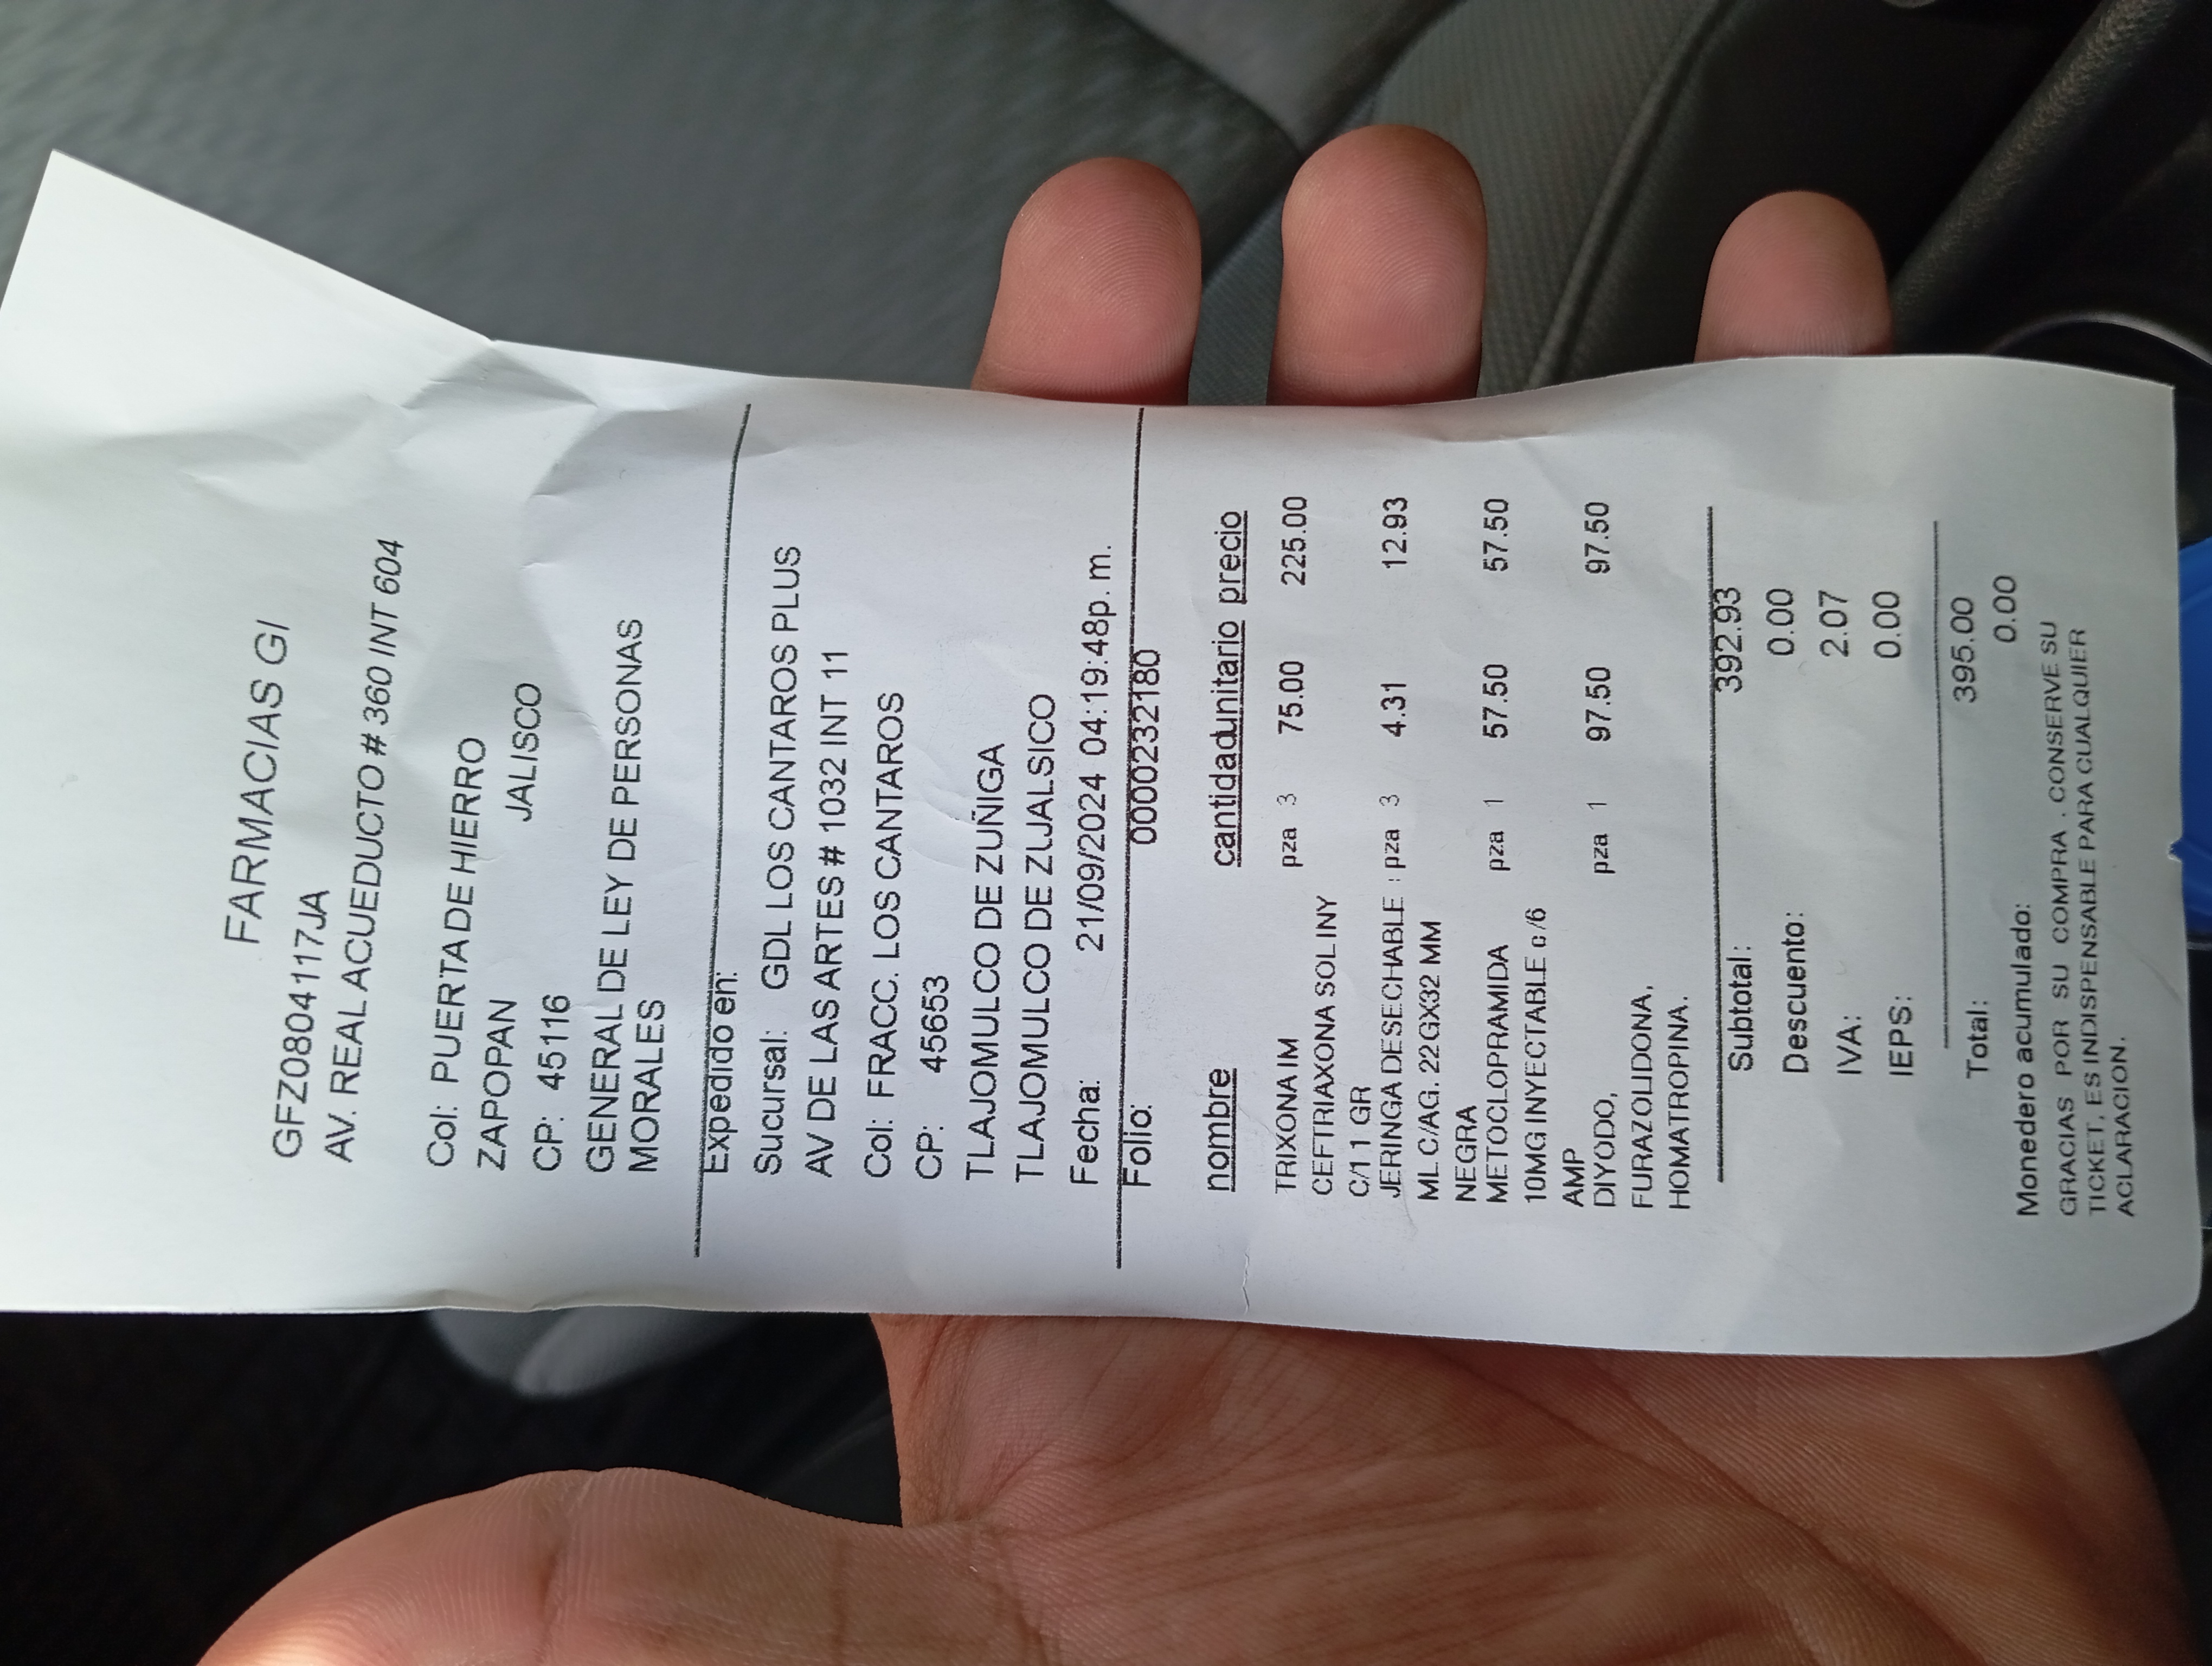 FARMACIAS GI
GFZ0804117JA
AV. REAL ACUEDUCTO # 360 INT 604
Col: PUERTA DE HIERRO
ZAPOPAN JALISCO
CP: 45116
GENERAL DE LEY DE PERSONAS
MORALES
Expedido en:
Sucursal: GDL LOS CANTAROS PLUS
AV DE LAS ARTES # 1032 INT 11
Col: FRACC. LOS CANTAROS
CP: 45653
TLAJOMULCO DE ZUÑIGA
TLAJOMULCO DE ZLJALSICO
Fecha: 21/09/2024 04:19:48p. m.
Folio: 0000232180
nombre cantidad unitario precio
TRIXONA IM pza 3 75.00 225.00
CEFTRIAXONA SOL INY
C/1 1 GR
JERINGA DESECHABLE : pza 3 4.31 12.93
ML C/AG. 22GX32 MM
NEGRA
METOCLOPRAMIDA pza 1 57.50 57.50
10MG INYECTABLE c/6
AMP
DIYODO, pza 1 97.50 97.50
FURAZOLIDONA,
HOMATROPINA.
Subtotal: 392.93
Descuento: 0.00
IVA: 2.07
IEPS: 0.00
Total: 395.00
Monedero acumulado: 0.00
GRACIAS POR SU COMPRA . CONSERVE SU
TICKET, ES INDISPENSABLE PARA CUALQUIER
ACLARACION.